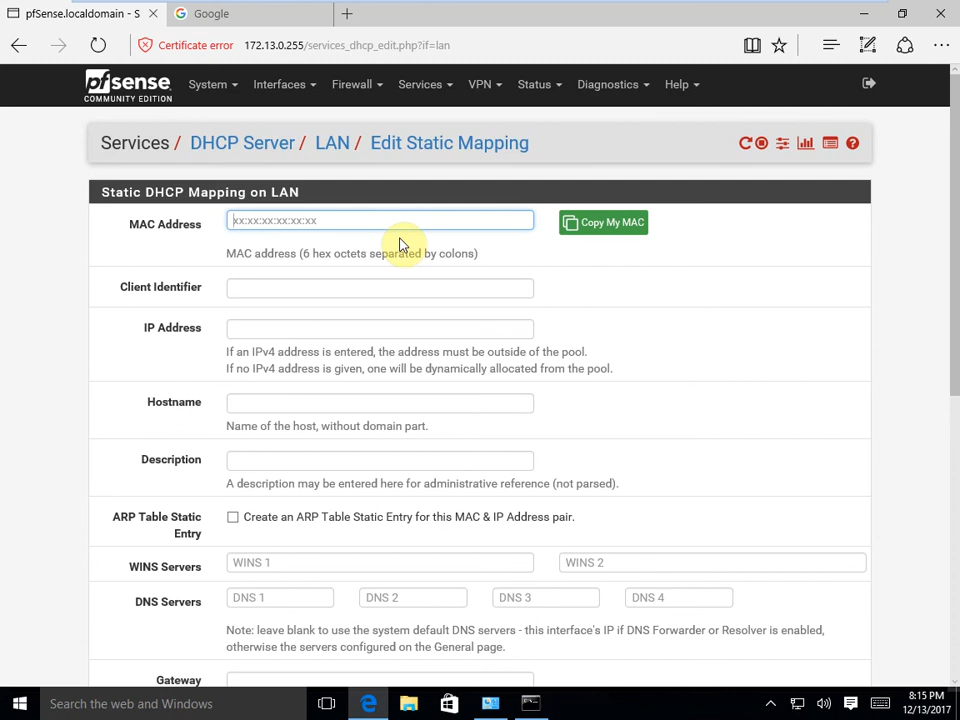 pfSense.localdomain - S
Google
Certificate error
172.13.0.255/services_dhcp_edit.php?if=lan
pfsense
COMMUNITY EDITION
System
Interfaces
Firewall
Services
VPN
Status
Diagnostics
Help
Services / DHCP Server / LAN / Edit Static Mapping
Static DHCP Mapping on LAN
MAC Address
xx:xx:xx:xx:xx:xx
Copy My MAC
MAC address (6 hex octets separated by colons)
Client Identifier
IP Address
If an IPv4 address is entered, the address must be outside of the pool.
If no IPv4 address is given, one will be dynamically allocated from the pool.
Hostname
Name of the host, without domain part.
Description
A description may be entered here for administrative reference (not parsed).
ARP Table Static
Entry
Create an ARP Table Static Entry for this MAC & IP Address pair.
WINS Servers
WINS 1
WINS 2
DNS Servers
DNS 1
DNS 2
DNS 3
DNS 4
Note: leave blank to use the system default DNS servers - this interface's IP if DNS Forwarder or Resolver is enabled,
otherwise the servers configured on the General page.
Gateway
Search the web and Windows
8:15 PM
12/13/2017